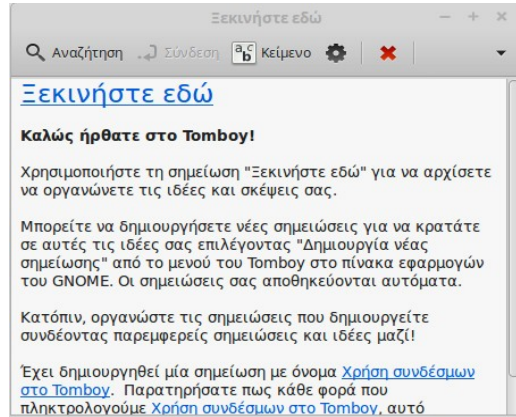 Ξεκινήστε εδώ
Αναζήτηση Σύνδεση Κείμενο
Ξεκινήστε εδώ
Καλώς ήρθατε στο Tomboy!
Χρησιμοποιήστε τη σημείωση "Ξεκινήστε εδώ" για να αρχίσετε
να οργανώνετε τις ιδέες και σκέψεις σας.
Μπορείτε να δημιουργήσετε νέες σημειώσεις για να κρατάτε
σε αυτές τις ιδέες σας επιλέγοντας "Δημιουργία νέας
σημείωσης" από το μενού του Tomboy στο πίνακα εφαρμογών
του GNOME. Οι σημειώσεις σας αποθηκεύονται αυτόματα.
Κατόπιν, οργανώστε τις σημειώσεις που δημιουργείτε
συνδέοντας παρεμφερείς σημειώσεις και ιδέες μαζί!
Έχει δημιουργηθεί μία σημείωση με όνομα Χρήση συνδέσμων
στο Tomboy. Παρατηρήσατε πως κάθε φορά που
πληκτρολογούμε Χρήση συνδέσμων στο Tomboy, αυτό